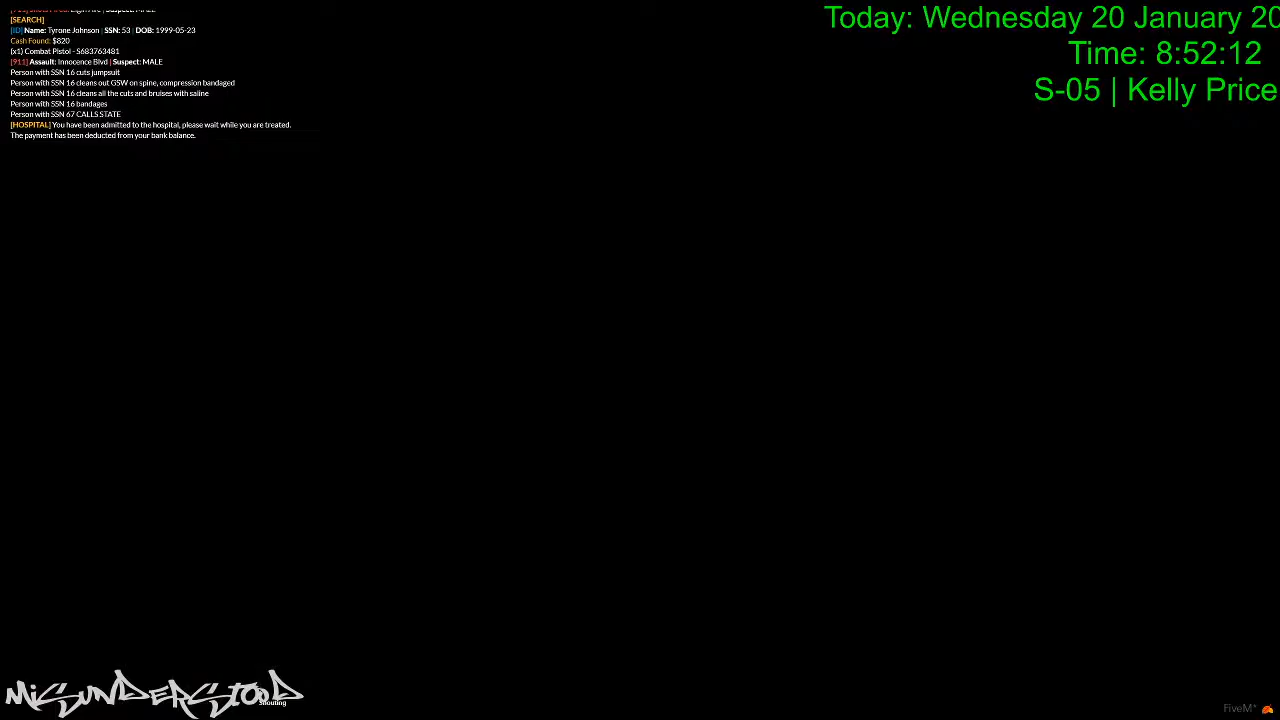 [SEARCH]
[ID] Name: Tyrone Johnson | SSN: 53 | DOB: 1999-05-23
Cash Found: $820
(x1) Combat Pistol - S683763481
[911] Assault: Innocence Blvd | Suspect: MALE
Person with SSN 16 cuts jumpsuit
Person with SSN 16 cleans out GSW on spine, compression bandaged
Person with SSN 16 cleans all the cuts and bruises with saline
Person with SSN 16 bandages
Person with SSN 67 CALLS STATE
[HOSPITAL] You have been admitted to the hospital, please wait while you are treated.
The payment has been deducted from your bank balance.
Today: Wednesday 20 January 20
Time: 8:52:12
S-05 | Kelly Price
MISUNDERSTOOD
Shouting
FiveM*